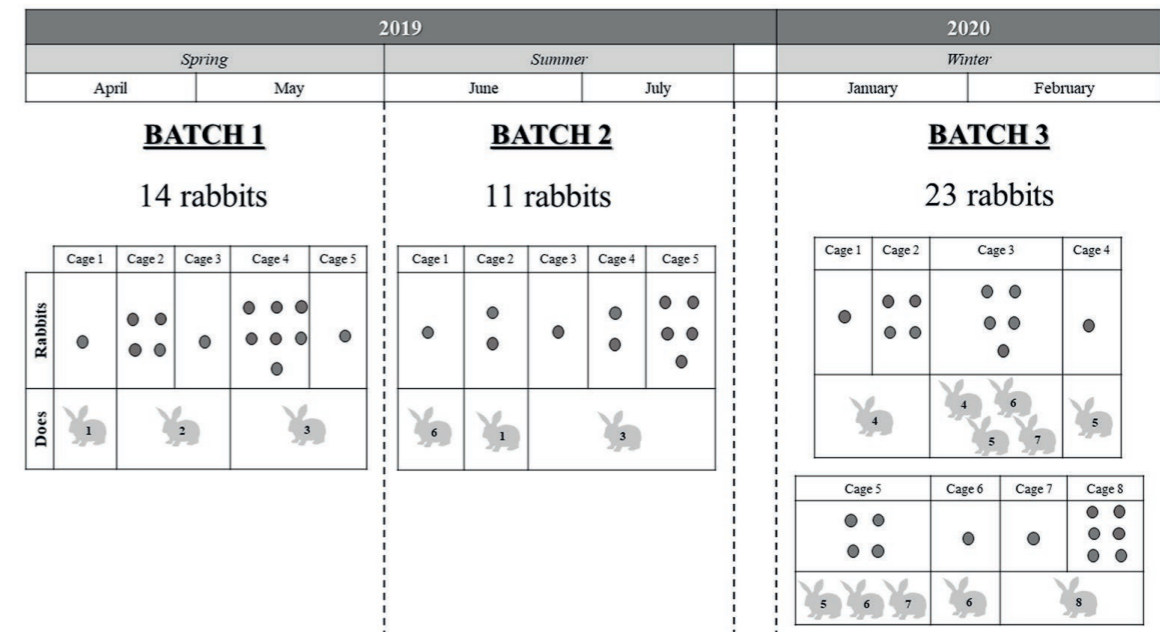 2019 2020
Spring Summer Winter
April May June July January February
BATCH 1 BATCH 2 BATCH 3
14 rabbits 11 rabbits 23 rabbits
Cage 1 Cage 2 Cage 3 Cage 4 Cage 5 Cage 1 Cage 2 Cage 3 Cage 4 Cage 5 Cage 1 Cage 2 Cage 3 Cage 4
Rabbits
Does 1 2 3 6 1 3 4 4 6 5 7 5
Cage 5 Cage 6 Cage 7 Cage 8
5 6 7 6 8